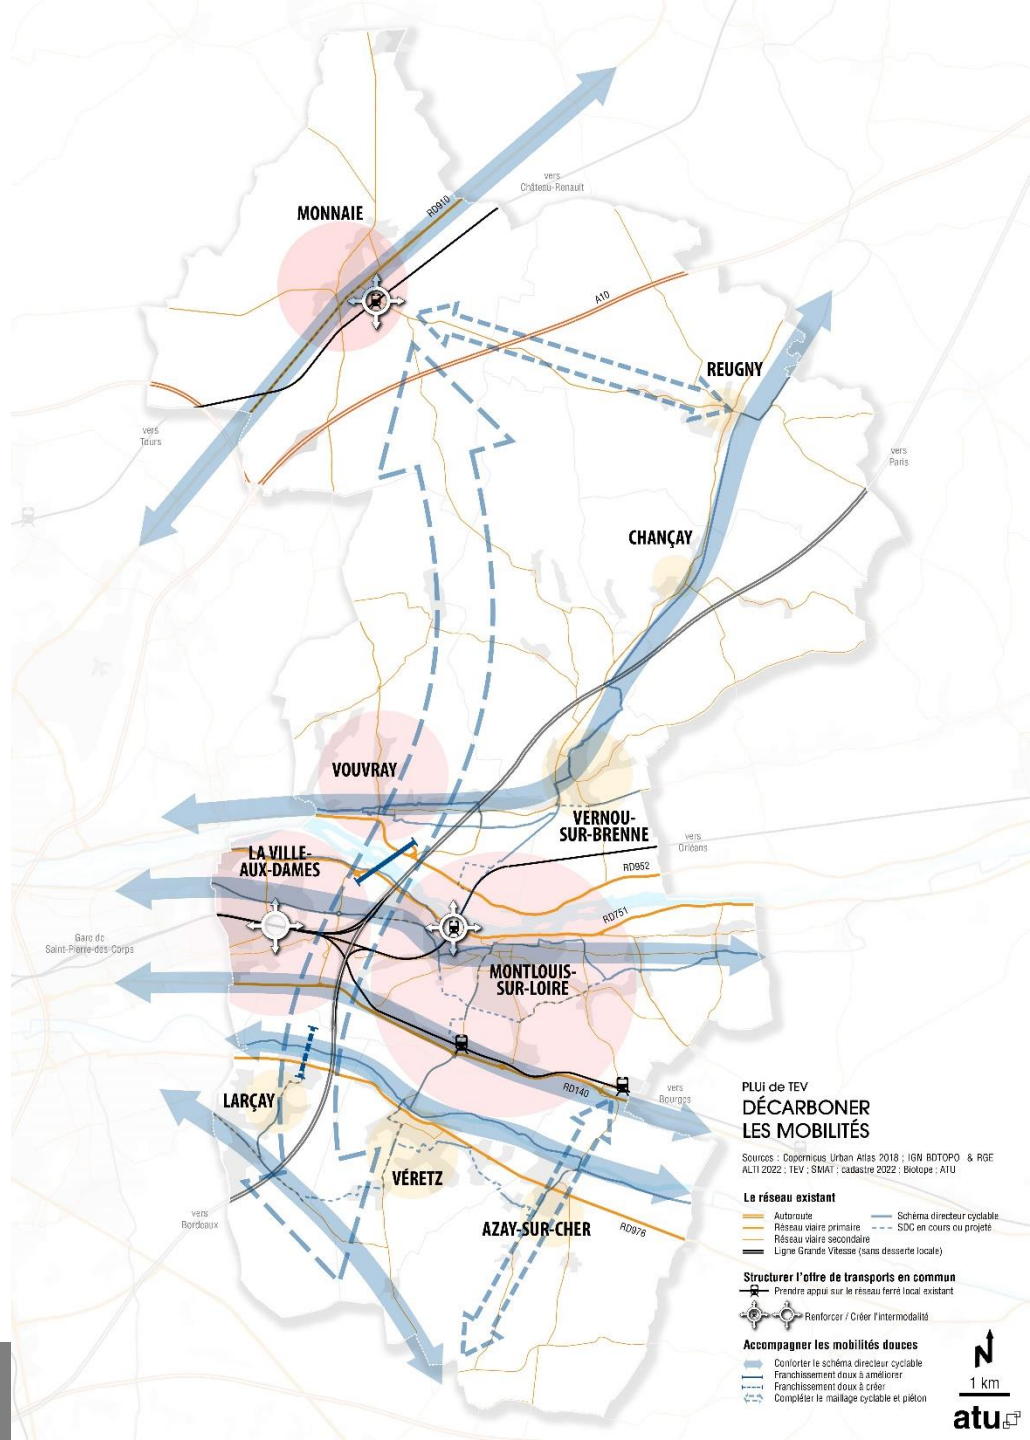 vers
Château-Renault
MONNAIE
RD910
A10
REUGNY
vers
Tours
vers
Paris
CHANÇAY
VOUVRAY
VERNOU-
SUR-BRENNE
vers
Orléans
LA VILLE-
AUX-DAMES
RD952
RD751
Gare de
Saint-Pierre-des-Corps
MONTLOUIS-
SUR-LOIRE
RD140
vers
Bourges
LARÇAY
VÉRETZ
vers
Bordeaux
AZAY-SUR-CHER
RD976
PLUi de TEV
DÉCARBONER
LES MOBILITÉS
Sources : Copernicus Urban Atlas 2018 ; IGN BDTOPO & RGE
ALTI 2022 ; TEV ; SMAT ; cadastre 2022 ; Biotope ; ATU
Le réseau existant
Autoroute
Réseau viaire primaire
Réseau viaire secondaire
Ligne Grande Vitesse (sans desserte locale)
Schéma directeur cyclable
SDC en cours ou projeté
Structurer l'offre de transports en commun
Prendre appui sur le réseau ferré local existant
Renforcer / Créer l'intermodalité
Accompagner les mobilités douces
Conforter le schéma directeur cyclable
Franchissement doux à améliorer
Franchissement doux à créer
Compléter le maillage cyclable et piéton
N
1 km
atu